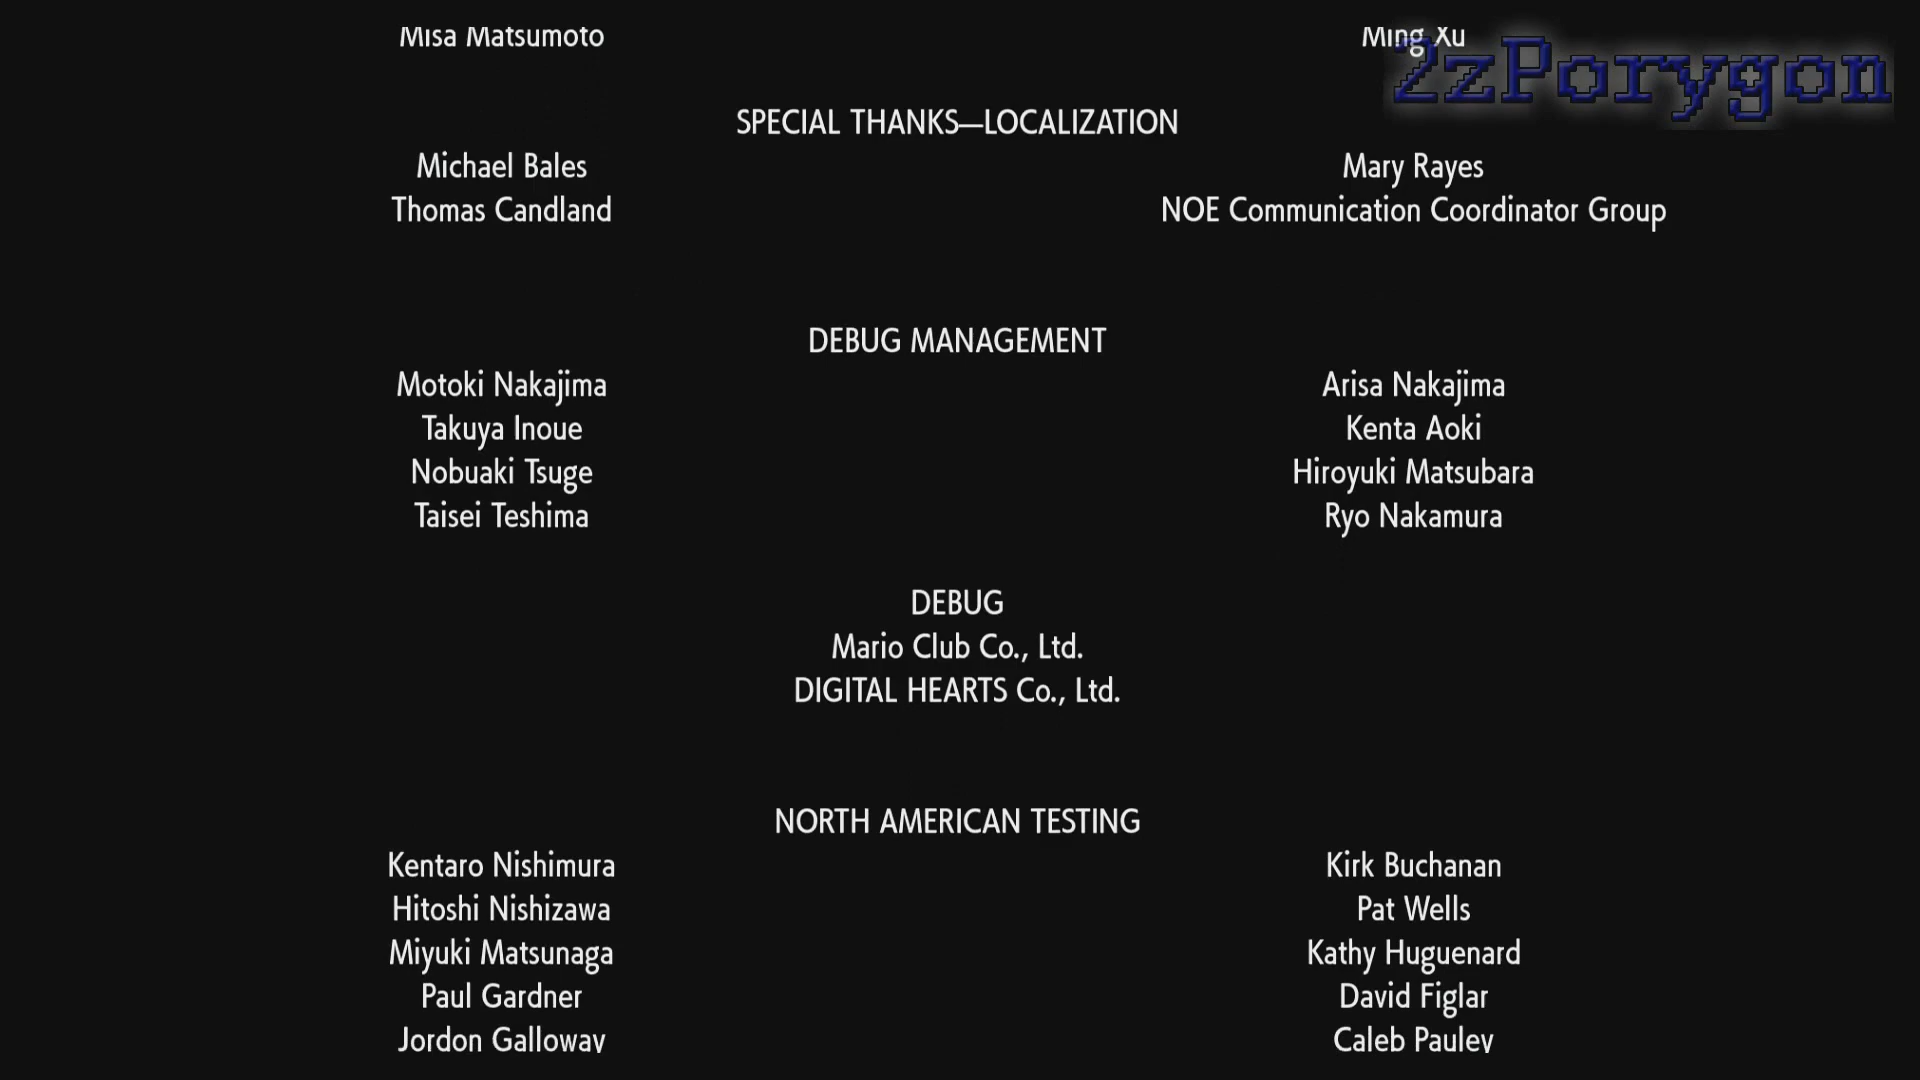 Misa Matsumoto Ming Xu
2zPorygon
SPECIAL THANKS—LOCALIZATION
Michael Bales Mary Rayes
Thomas Candland NOE Communication Coordinator Group
DEBUG MANAGEMENT
Motoki Nakajima Arisa Nakajima
Takuya Inoue Kenta Aoki
Nobuaki Tsuge Hiroyuki Matsubara
Taisei Teshima Ryo Nakamura
DEBUG
Mario Club Co., Ltd.
DIGITAL HEARTS Co., Ltd.
NORTH AMERICAN TESTING
Kentaro Nishimura Kirk Buchanan
Hitoshi Nishizawa Pat Wells
Miyuki Matsunaga Kathy Huguenard
Paul Gardner David Figlar
Jordon Galloway Caleb Pauley